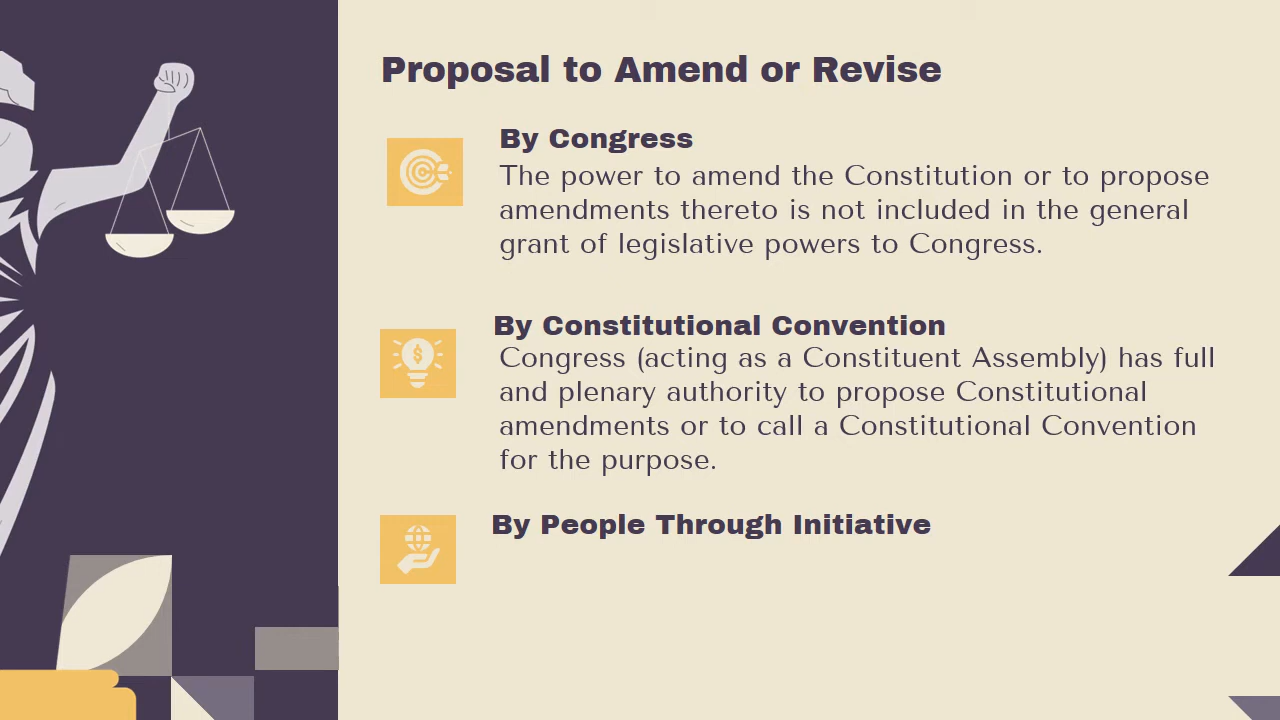 Proposal to Amend or Revise
By Congress
The power to amend the Constitution or to propose
amendments thereto is not included in the general
grant of legislative powers to Congress.
By Constitutional Convention
Congress (acting as a Constituent Assembly) has full
and plenary authority to propose Constitutional
amendments or to call a Constitutional Convention
for the purpose.
By People Through Initiative